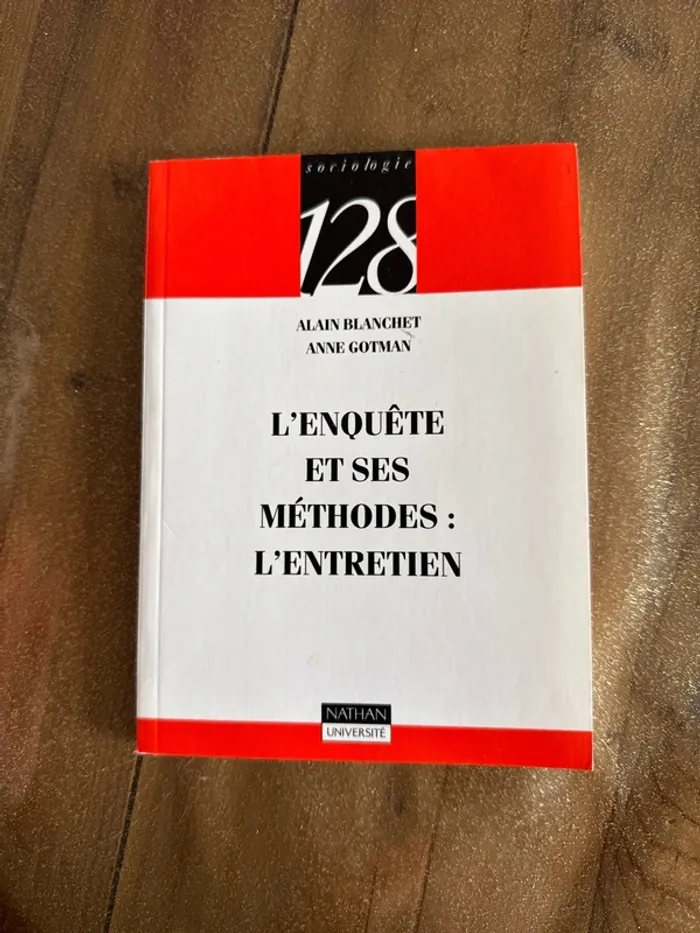 sociologie
128
ALAIN BLANCHET
ANNE GOTMAN
L'ENQUÊTE
ET SES
MÉTHODES :
L'ENTRETIEN
NATHAN
UNIVERSITÉ